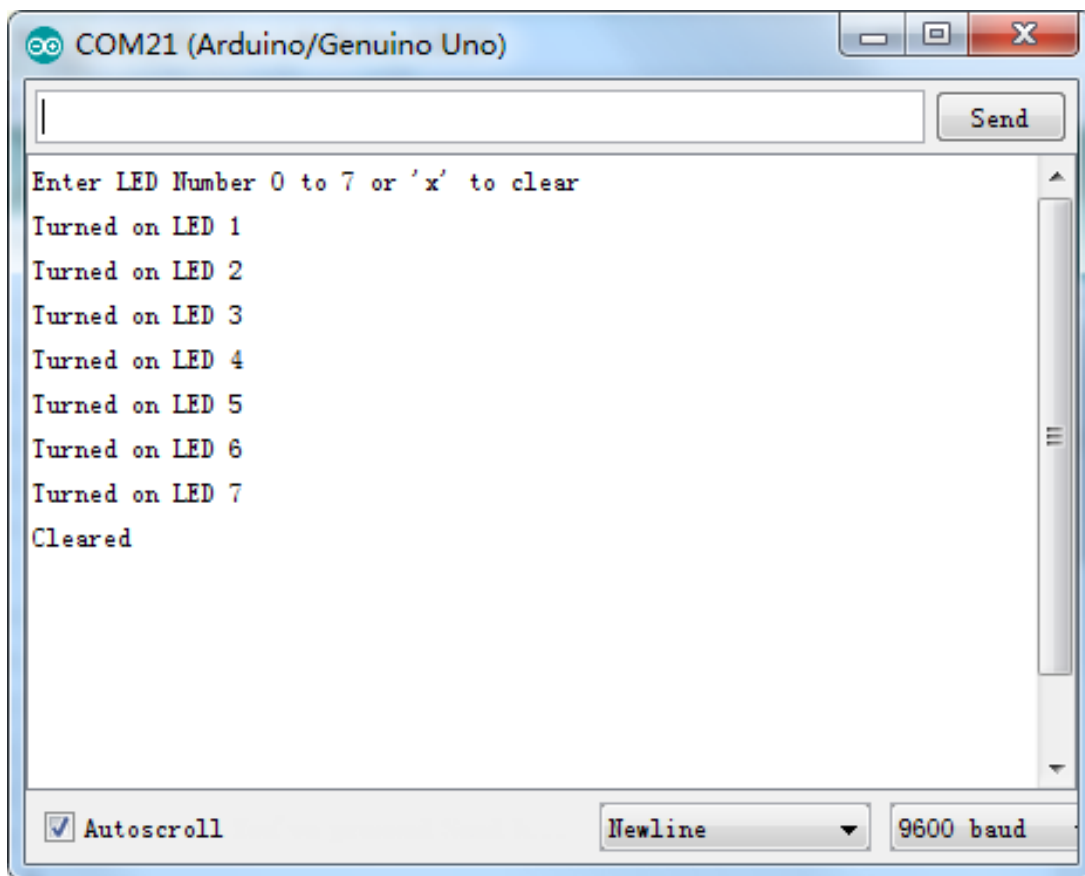 COM21 (Arduino/Genuino Uno)
Send
Enter LED Number 0 to 7 or 'x' to clear
Turned on LED 1
Turned on LED 2
Turned on LED 3
Turned on LED 4
Turned on LED 5
Turned on LED 6
Turned on LED 7
Cleared
Autoscroll
Newline
9600 baud